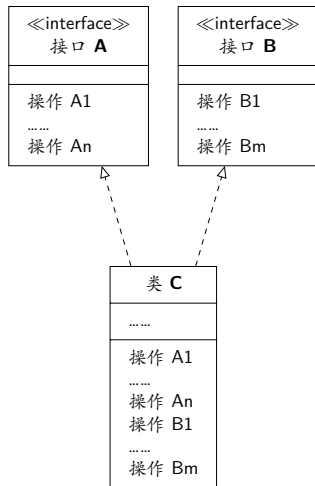 ≪interface≫
接口 A
操作 A1
……
操作 An
≪interface≫
接口 B
操作 B1
……
操作 Bm
类 C
……
操作 A1
……
操作 An
操作 B1
……
操作 Bm